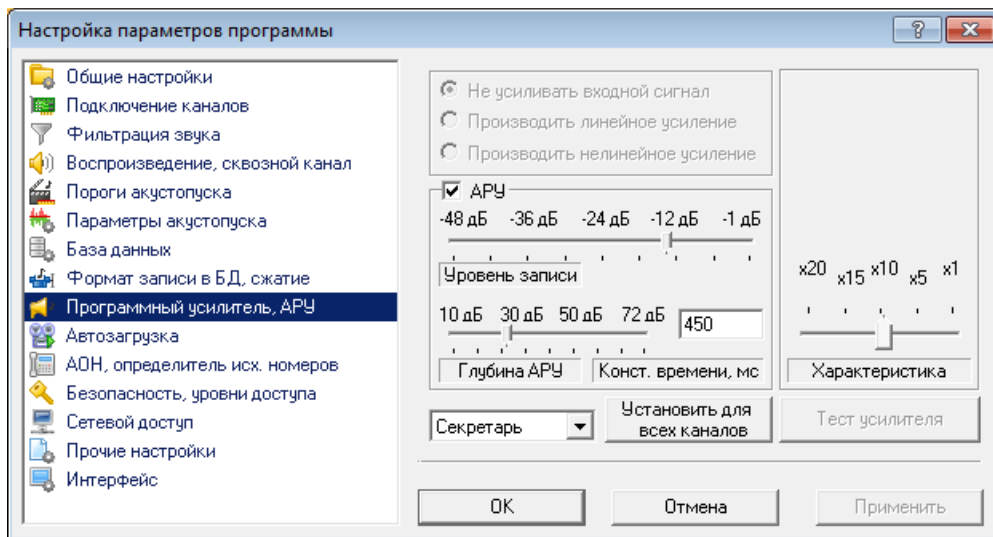 Настройка параметров программы
Общие настройки
Подключение каналов
Фильтрация звука
Воспроизведение, сквозной канал
Пороги акустопуска
Параметры акустопуска
База данных
Формат записи в БД, сжатие
Программный усилитель, АРУ
Автозагрузка
АОН, определитель исх. номеров
Безопасность, уровни доступа
Сетевой доступ
Прочие настройки
Интерфейс
Не усиливать входной сигнал
Производить линейное усиление
Производить нелинейное усиление
АРУ
-48 дБ -36 дБ -24 дБ -12 дБ -1 дБ
Уровень записи
10 дБ 30 дБ 50 дБ 72 дБ 450
Глубина АРУ Конст. времени, мс
x20 x15 x10 x5 x1
Характеристика
Секретарь
Установить для
всех каналов
Тест усилителя
OK Отмена Применить